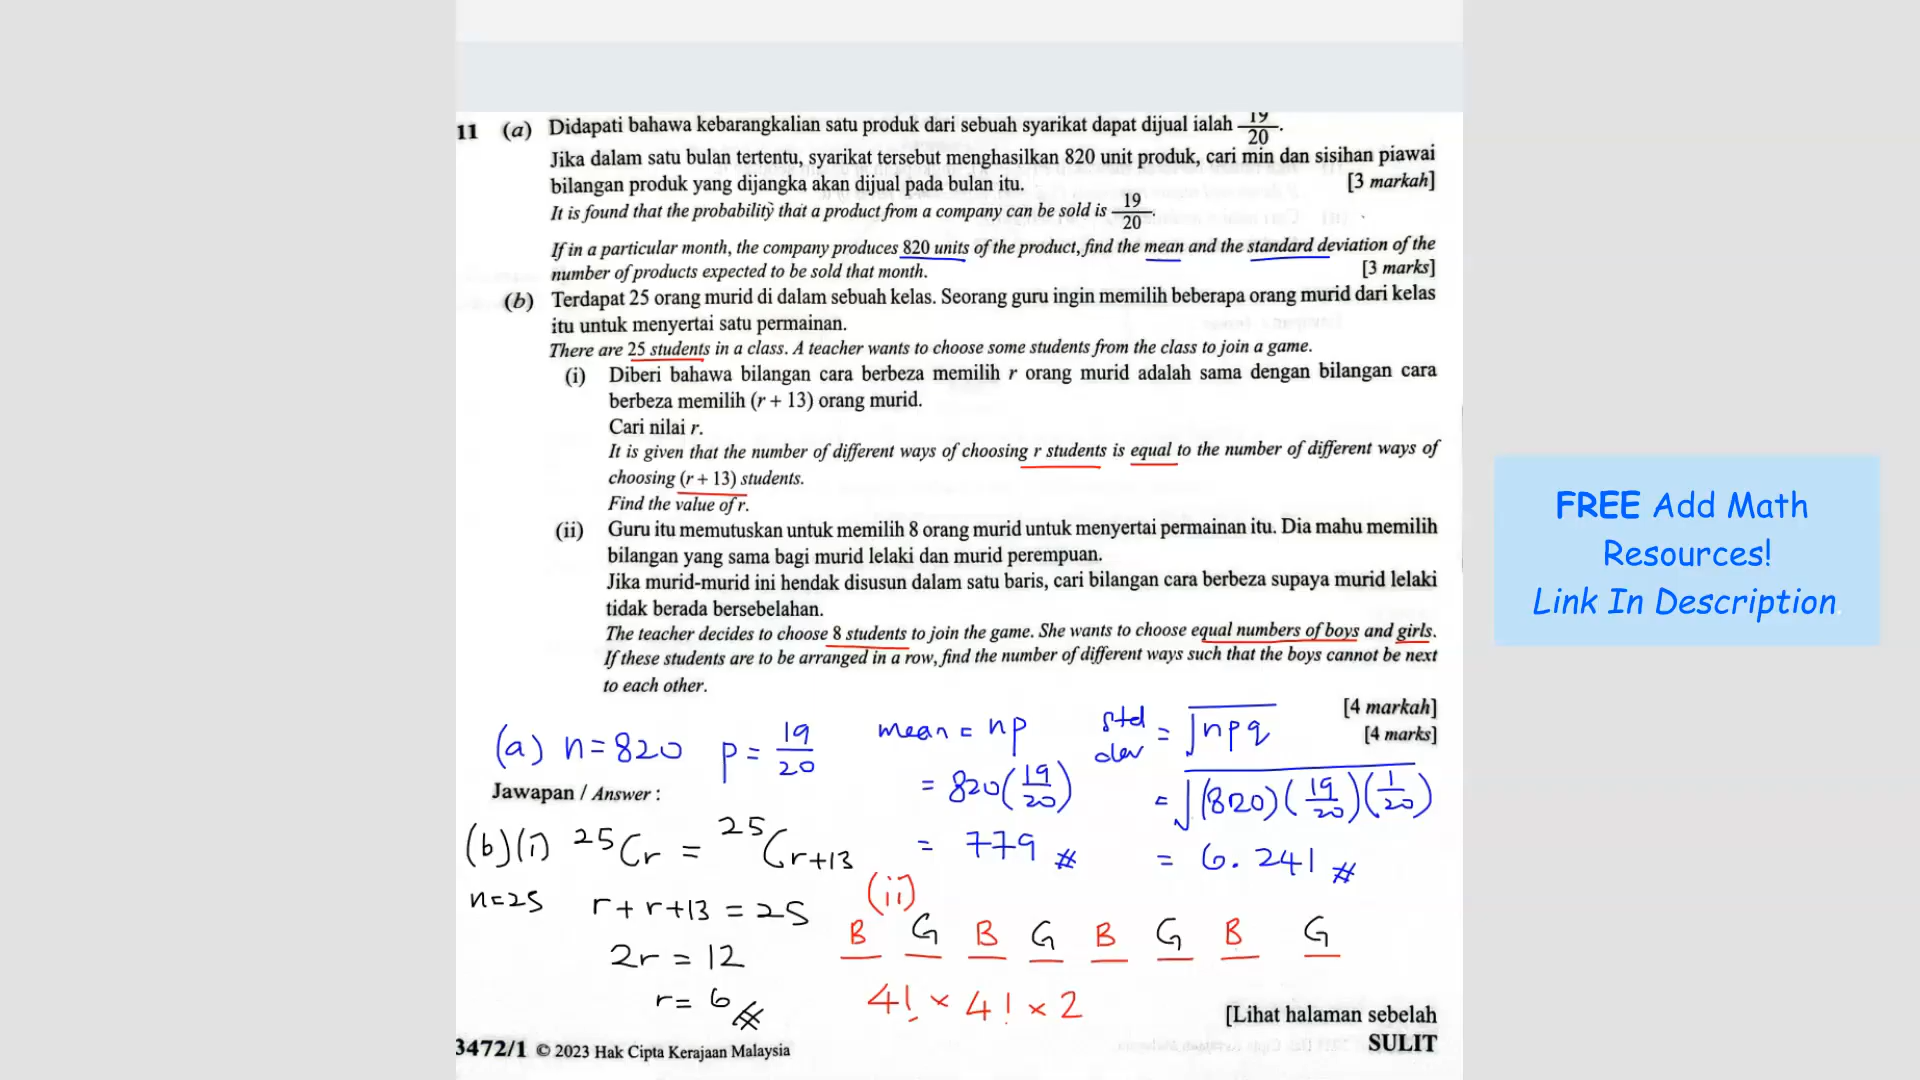 11 (a) Didapati bahawa kebarangkalian satu produk dari sebuah syarikat dapat dijual ialah 19/20.
Jika dalam satu bulan tertentu, syarikat tersebut menghasilkan 820 unit produk, cari min dan sisihan piawai
bilangan produk yang dijangka akan dijual pada bulan itu. [3 markah]
It is found that the probability that a product from a company can be sold is 19/20.
If in a particular month, the company produces 820 units of the product, find the mean and the standard deviation of the
number of products expected to be sold that month. [3 marks]
(b) Terdapat 25 orang murid di dalam sebuah kelas. Seorang guru ingin memilih beberapa orang murid dari kelas
itu untuk menyertai satu permainan.
There are 25 students in a class. A teacher wants to choose some students from the class to join a game.
(i) Diberi bahawa bilangan cara berbeza memilih r orang murid adalah sama dengan bilangan cara
berbeza memilih (r + 13) orang murid.
Cari nilai r.
It is given that the number of different ways of choosing r students is equal to the number of different ways of
choosing (r + 13) students.
Find the value of r.
(ii) Guru itu memutuskan untuk memilih 8 orang murid untuk menyertai permainan itu. Dia mahu memilih
bilangan yang sama bagi murid lelaki dan murid perempuan.
Jika murid-murid ini hendak disusun dalam satu baris, cari bilangan cara berbeza supaya murid lelaki
tidak berada bersebelahan.
The teacher decides to choose 8 students to join the game. She wants to choose equal numbers of boys and girls.
If these students are to be arranged in a row, find the number of different ways such that the boys cannot be next
to each other.
[4 markah]
[4 marks]
(a) n=820 p = 19/20
mean = np
= 820(19/20)
= 779 #
std dev = √npq
= √(820)(19/20)(1/20)
= 6.241 #
Jawapan / Answer :
(b)(i) 25Cr = 25Cr+13
n=25 r+r+13 = 25
2r = 12
r= 6 #
(ii)
B G B G B G B G
4! × 4! × 2
[Lihat halaman sebelah
3472/1 © 2023 Hak Cipta Kerajaan Malaysia
SULIT
FREE Add Math
Resources!
Link In Description.